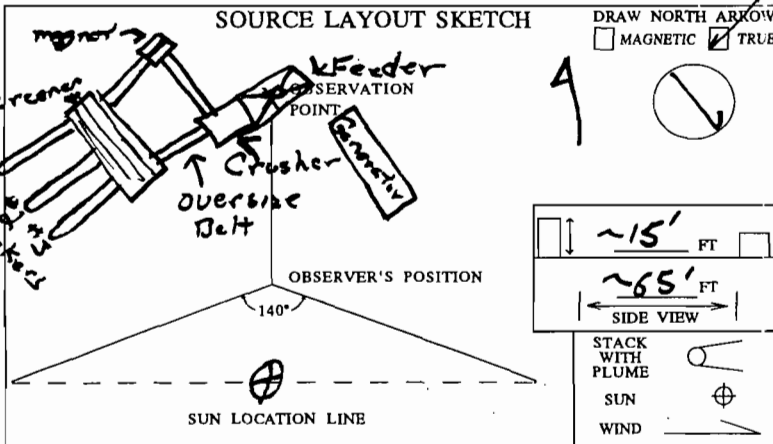 SOURCE LAYOUT SKETCH
DRAW NORTH ARROW
MAGNETIC
TRUE
magnet
Feeder
OBSERVATION
POINT
Generator
Crusher
oversize
Belt
~15' FT
~65' FT
SIDE VIEW
OBSERVER'S POSITION
140°
STACK
WITH
PLUME
SUN
WIND
SUN LOCATION LINE